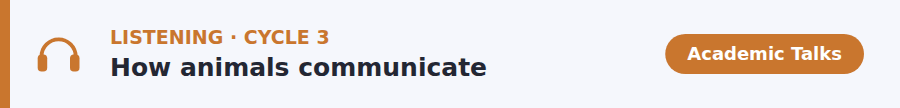 LISTENING · CYCLE 3
How animals communicate
Academic Talks